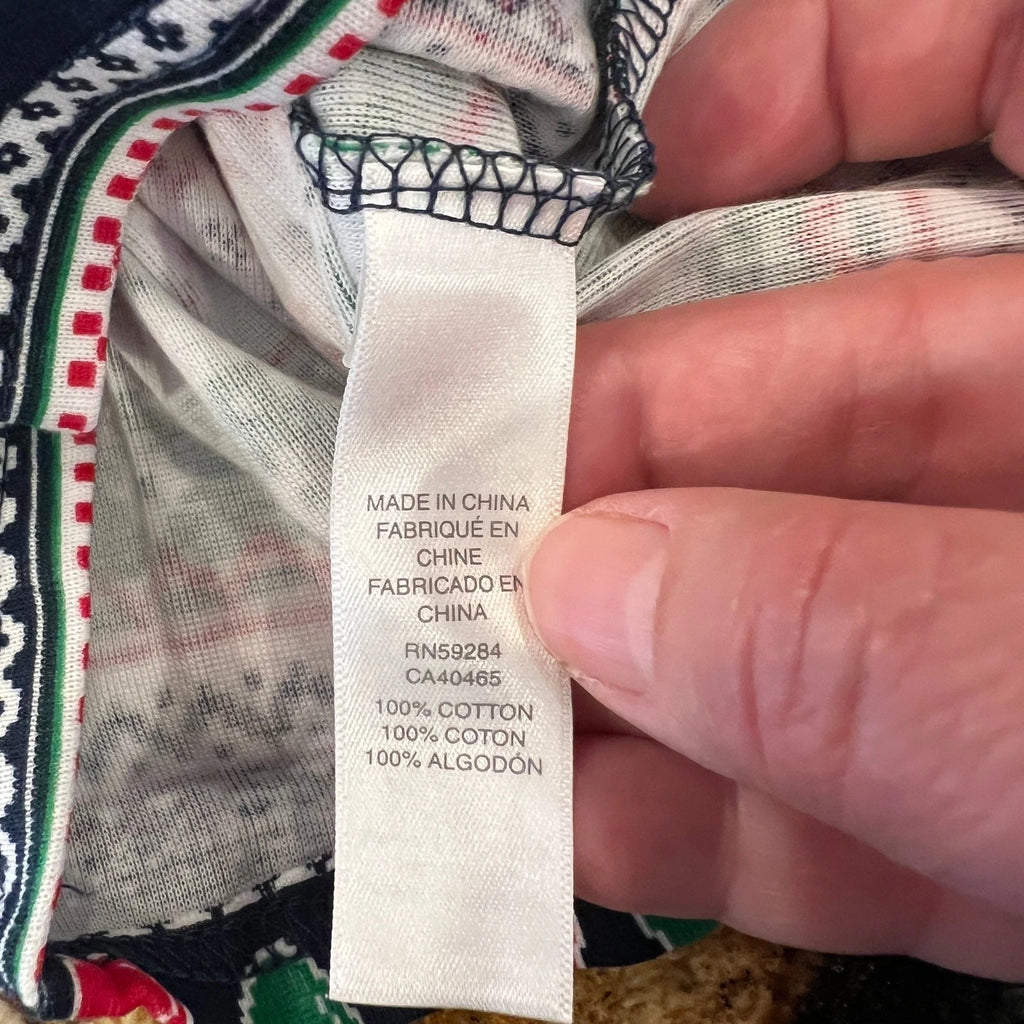 MADE IN CHINA
FABRIQUÉ EN
CHINE
FABRICADO EN
CHINA
RN59284
CA40465
100% COTTON
100% COTON
100% ALGODÓN